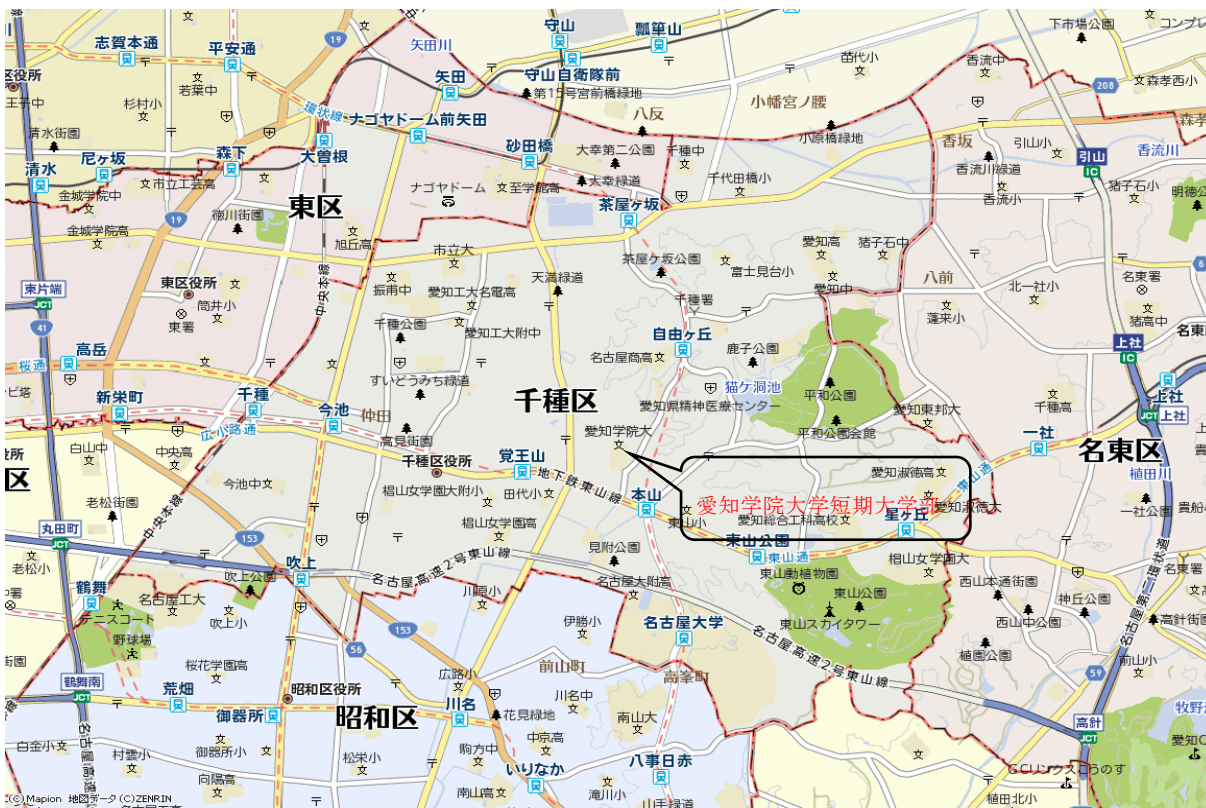 守山
瓢箪山
下市場公園
志賀本通
平安通
19
矢田川
苗代小
香流中
矢田
守山自衛隊前
208
森孝西小
若葉中
第15号宮前橋緑地
小幡宮ノ腰
杉村小
環状線
ナゴヤドーム前矢田
八反
小原橋緑地
香坂
引山小
清水街園
砂田橋
大幸第二公園
千種中
引山
IC
香流川
清水
尼ケ坂
森下
大曽根
香流川緑道
金城学院中
市立工芸高
ナゴヤドーム
至学館高
大幸緑道
千代田橋小
香流小
猪子石小
東区
徳川街園
19
茶屋ヶ坂
金城学院高
旭丘高
市立大
愛知高
猪子石中
天満緑道
茶屋ケ坂公園
富士見台小
八前
東区役所
中央本線
振甫中
愛知中
北一社小
名東署
東片端
JCT
筒井小
愛知工大名電高
千種署
蓬来小
猪高中
東署
41
千種公園
愛知工大附中
自由ヶ丘
上社
IC
桜通
高岳
名古屋商高
鹿子公園
すいどうみち緑道
猫ケ洞池
平和公園
上社
新栄町
千種
今池
仲田
千種区
愛知県精神医療センター
愛知東邦大
千種高
JCT
上社
広小路通
高見街園
愛知学院大
平和公園会館
一社
白山中
中央高
千種区役所
覚王山
地下鉄東山線
名東区
今池中
椙山女学園大附小
田代小
愛知淑徳高
東山通
植田川
老松街園
本山
愛知学院大学短期大学部
愛知淑徳大
一社公園
丸田町
JCT
153
椙山女学園高
東山小
愛知総合工科高校
星ヶ丘
老松小
吹上
名古屋高速2号東山線
見附公園
東山公園
東山通
椙山女学園大
鶴舞
吹上公園
川原小
名古屋大附高
東山動植物園
西山本通街園
名東署
名古屋工大
東山公園
神丘公園
テニスコート
吹上小
伊勝小
名古屋大学
東山スカイタワー
西山中公園
高針街園
野球場
153
名古屋高速2号東山線
名古屋第二環状道
56
広路小
前山町
植園公園
前山小
桜花学園高
高峯町
59
鶴舞南
JCT
荒畑
昭和区役所
川名中
御器所
昭和区
川名
花見緑地
南山大
高針
JCT
白金小
村雲小
御器所小
松栄小
駒方中
中京高
八事日赤
向陽高
いりなか
GCリンクスこうのす
南山高
滝川小
山手緑道
植田北小
(C)Mapion 地図データ(C)ZENRIN